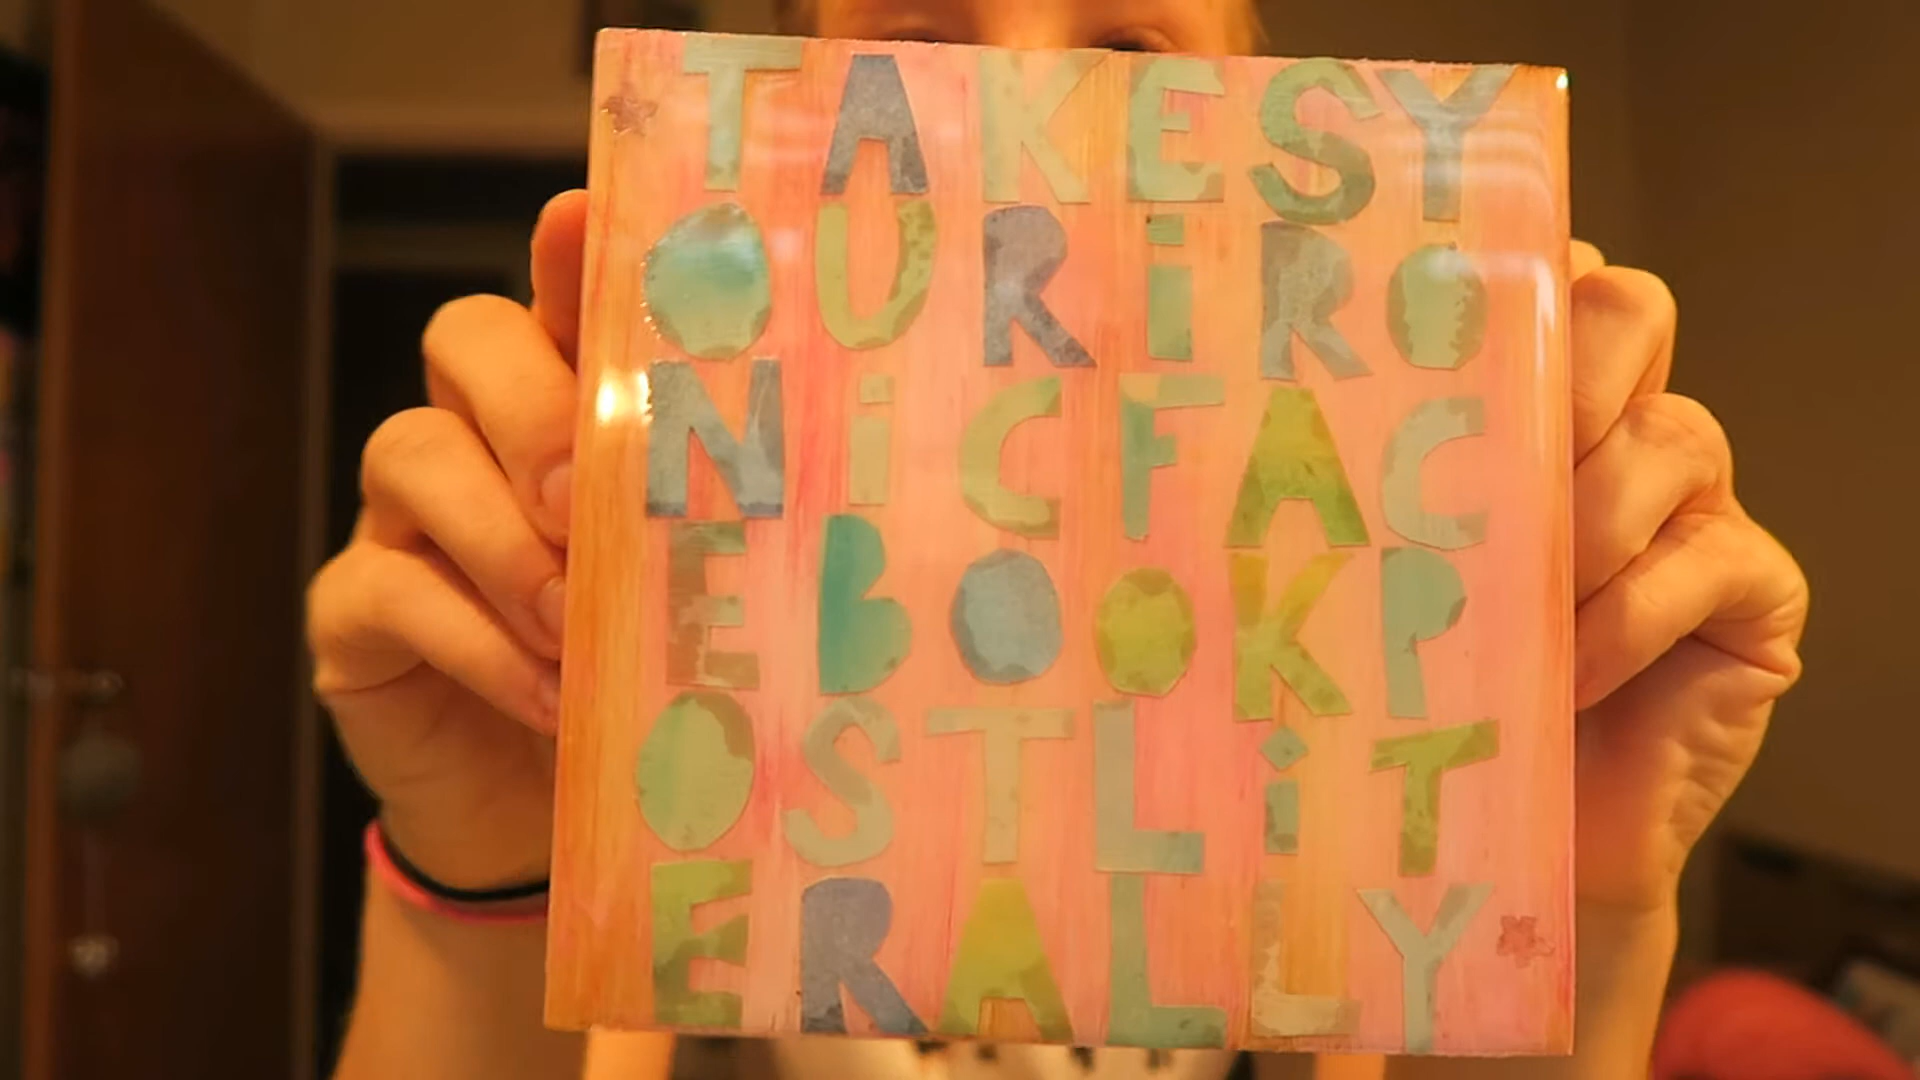 TAKESY
OURiRO
NiCFAC
EBOOKP
OSTLiT
ERALLY